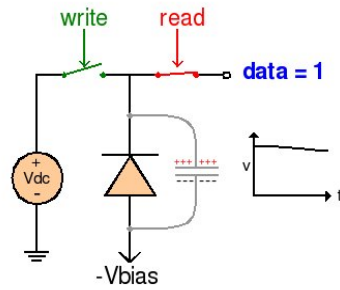 write
read
data = 1
+++ +++
+
Vdc
-
v
t
-Vbias